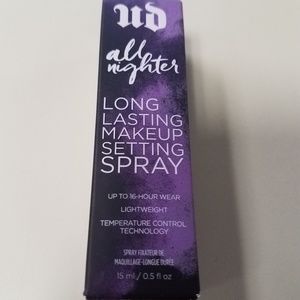 ud
all
nighter
LONG
LASTING
MAKEUP
SETTING
SPRAY
UP TO 16-HOUR WEAR
LIGHTWEIGHT
TEMPERATURE CONTROL
TECHNOLOGY
SPRAY FIXATEUR DE
MAQUILLAGE-LONGUE DURÉE
15 ml / 0.5 fl oz